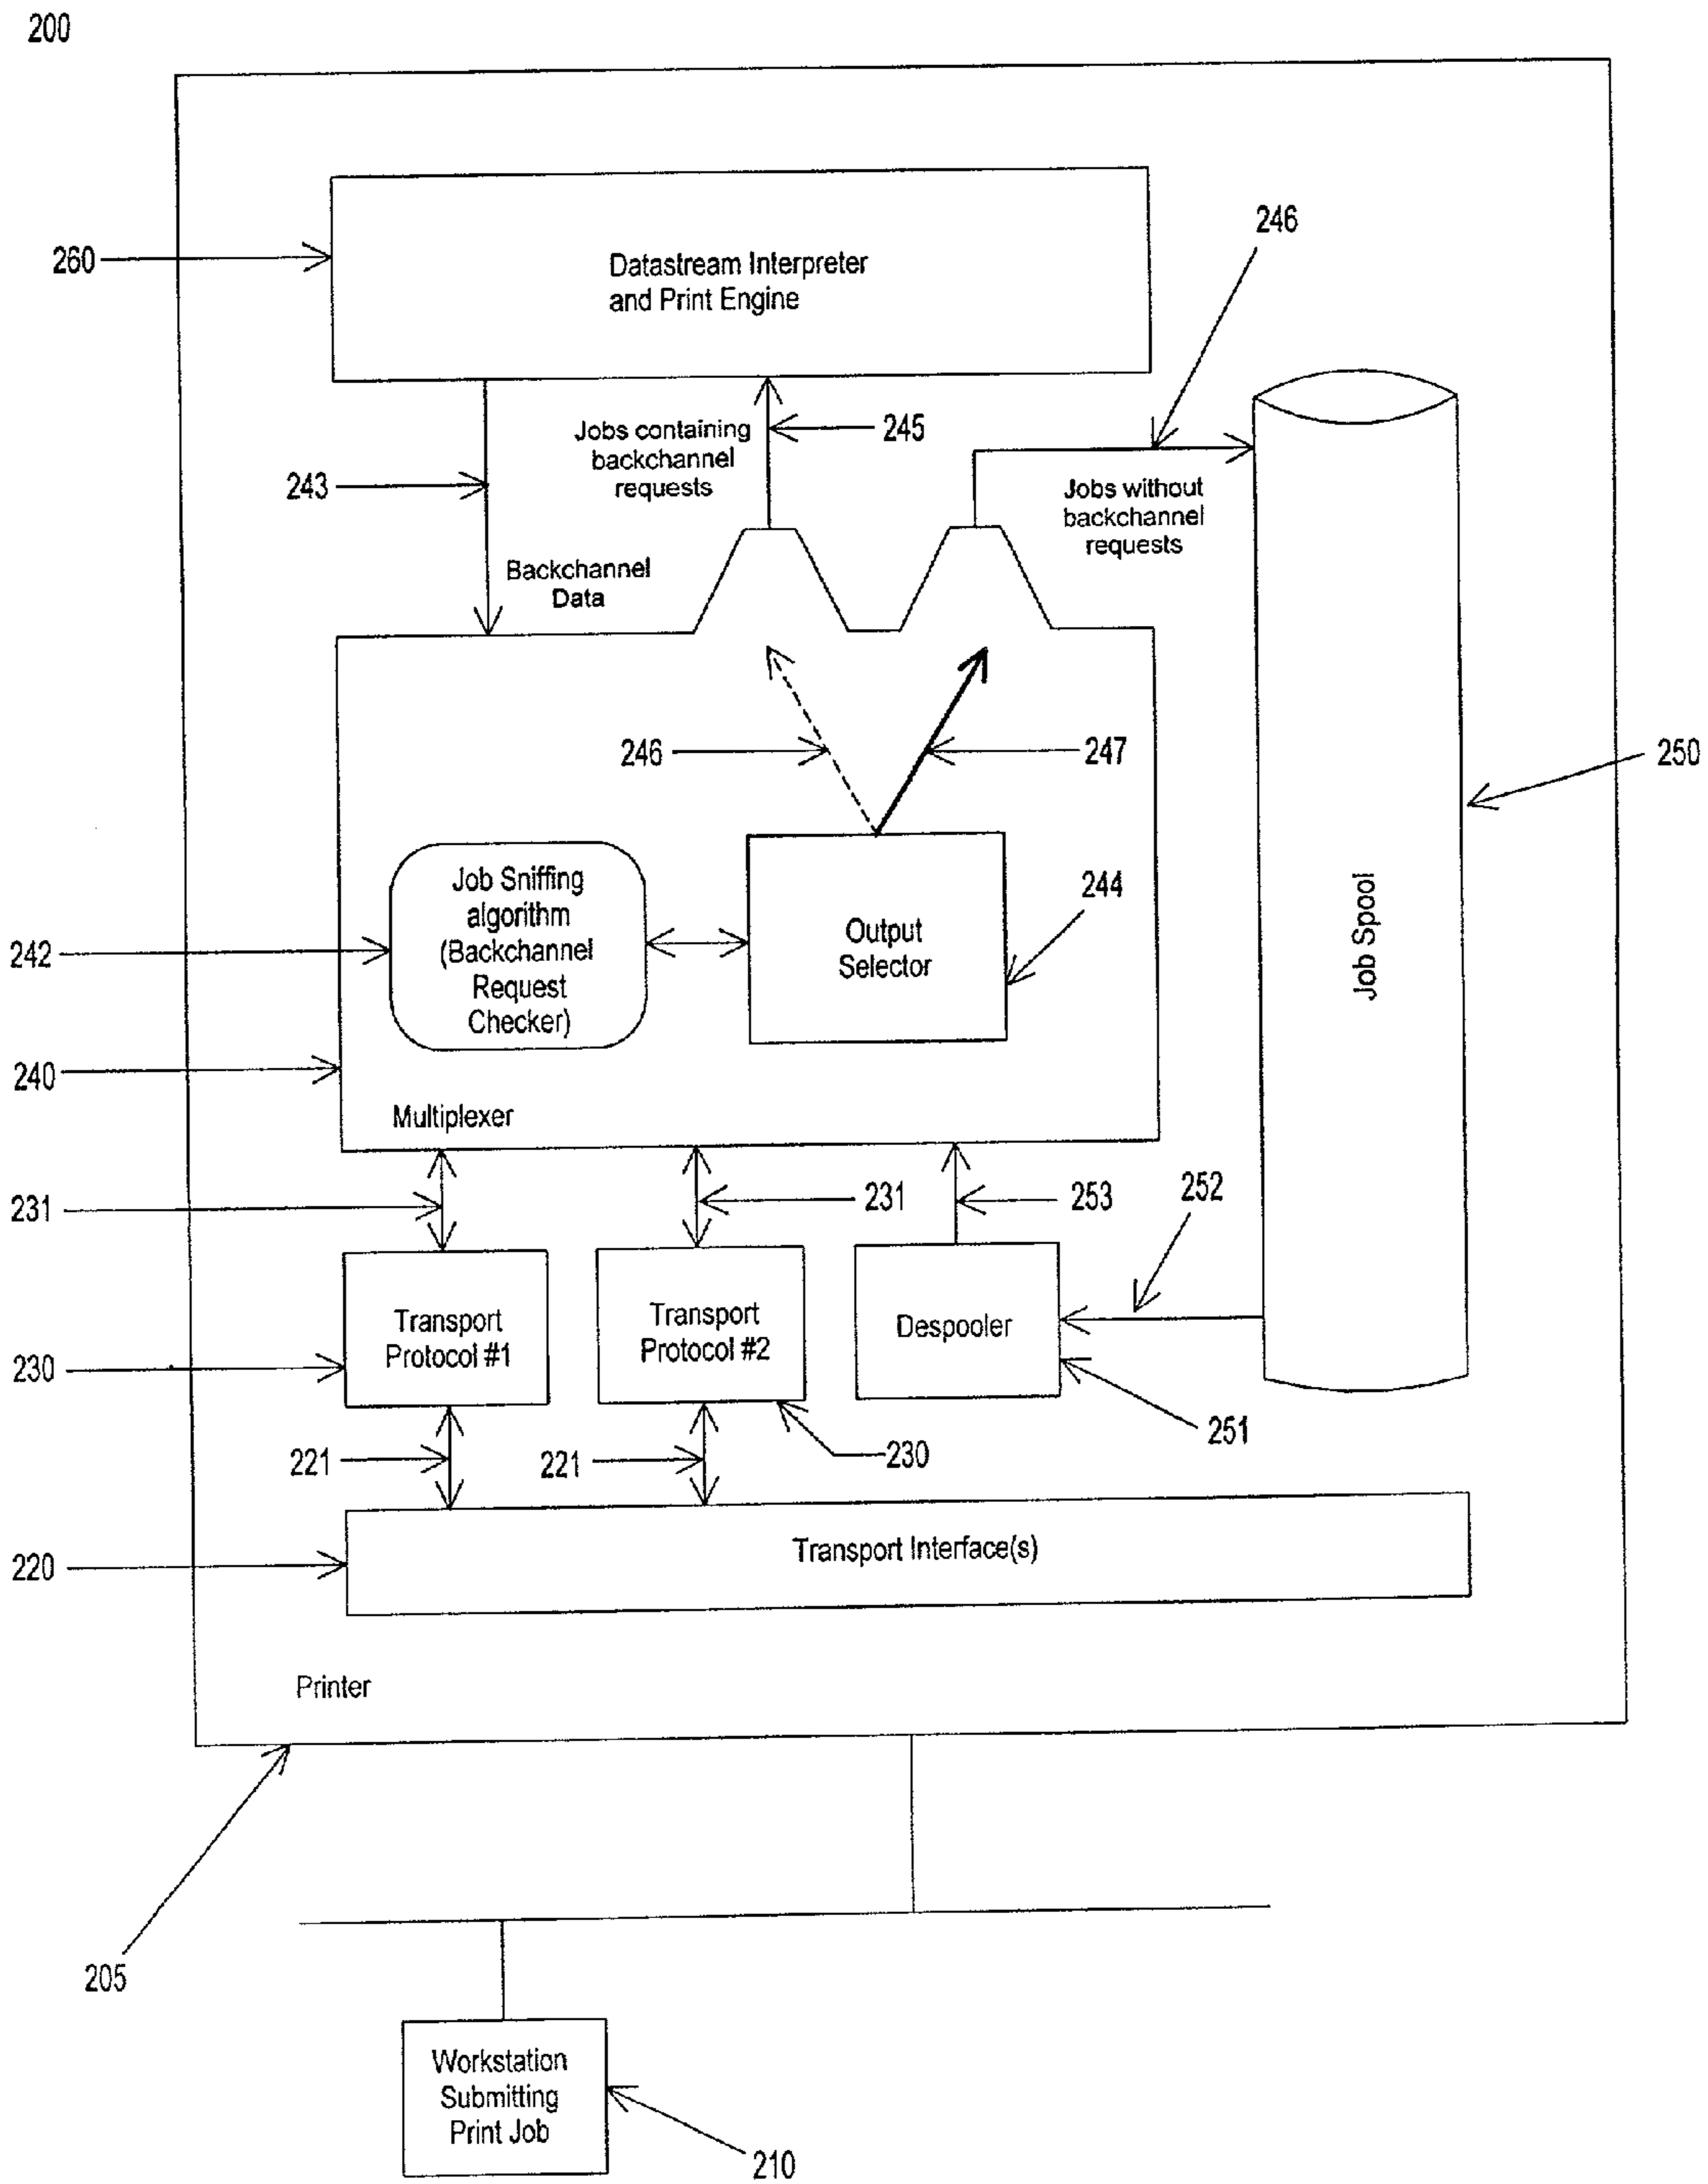 200
260
Datastream Interpreter
and Print Engine
246
243
Jobs containing
backchannel
requests
245
Jobs without
backchannel
requests
Backchannel
Data
246
247
250
Job Sniffing
algorithm
(Backchannel
Request
Checker)
Output
Selector
244
Job Spool
242
240
Multiplexer
231
231
253
252
Transport
Protocol #1
Transport
Protocol #2
Despooler
230
221
221
230
251
220
Transport Interface(s)
Printer
205
Workstation
Submitting
Print Job
210